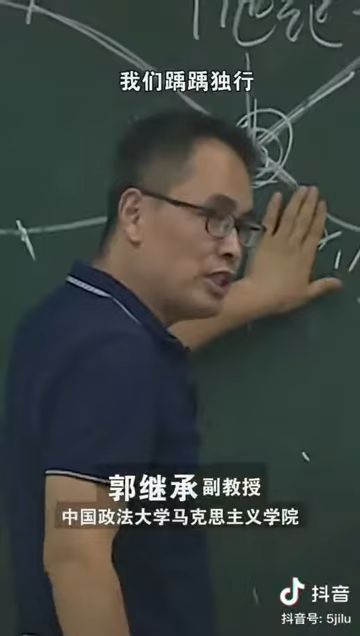 我们踽踽独行
郭继承 副教授
中国政法大学马克思主义学院
抖音
抖音号: 5jilu